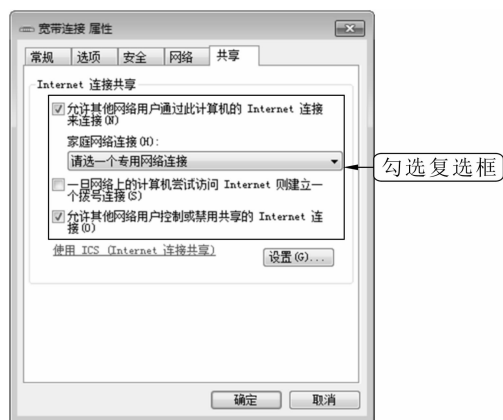 宽带连接 属性
常规 选项 安全 网络 共享
Internet 连接共享
允许其他网络用户通过此计算机的 Internet 连接
来连接(N)
家庭网络连接(H):
请选一个专用网络连接
勾选复选框
一旦网络上的计算机尝试访问 Internet 则建立一
个拨号连接(S)
允许其他网络用户控制或禁用共享的 Internet 连
接(O)
使用 ICS (Internet 连接共享)
设置(G)...
确定 取消